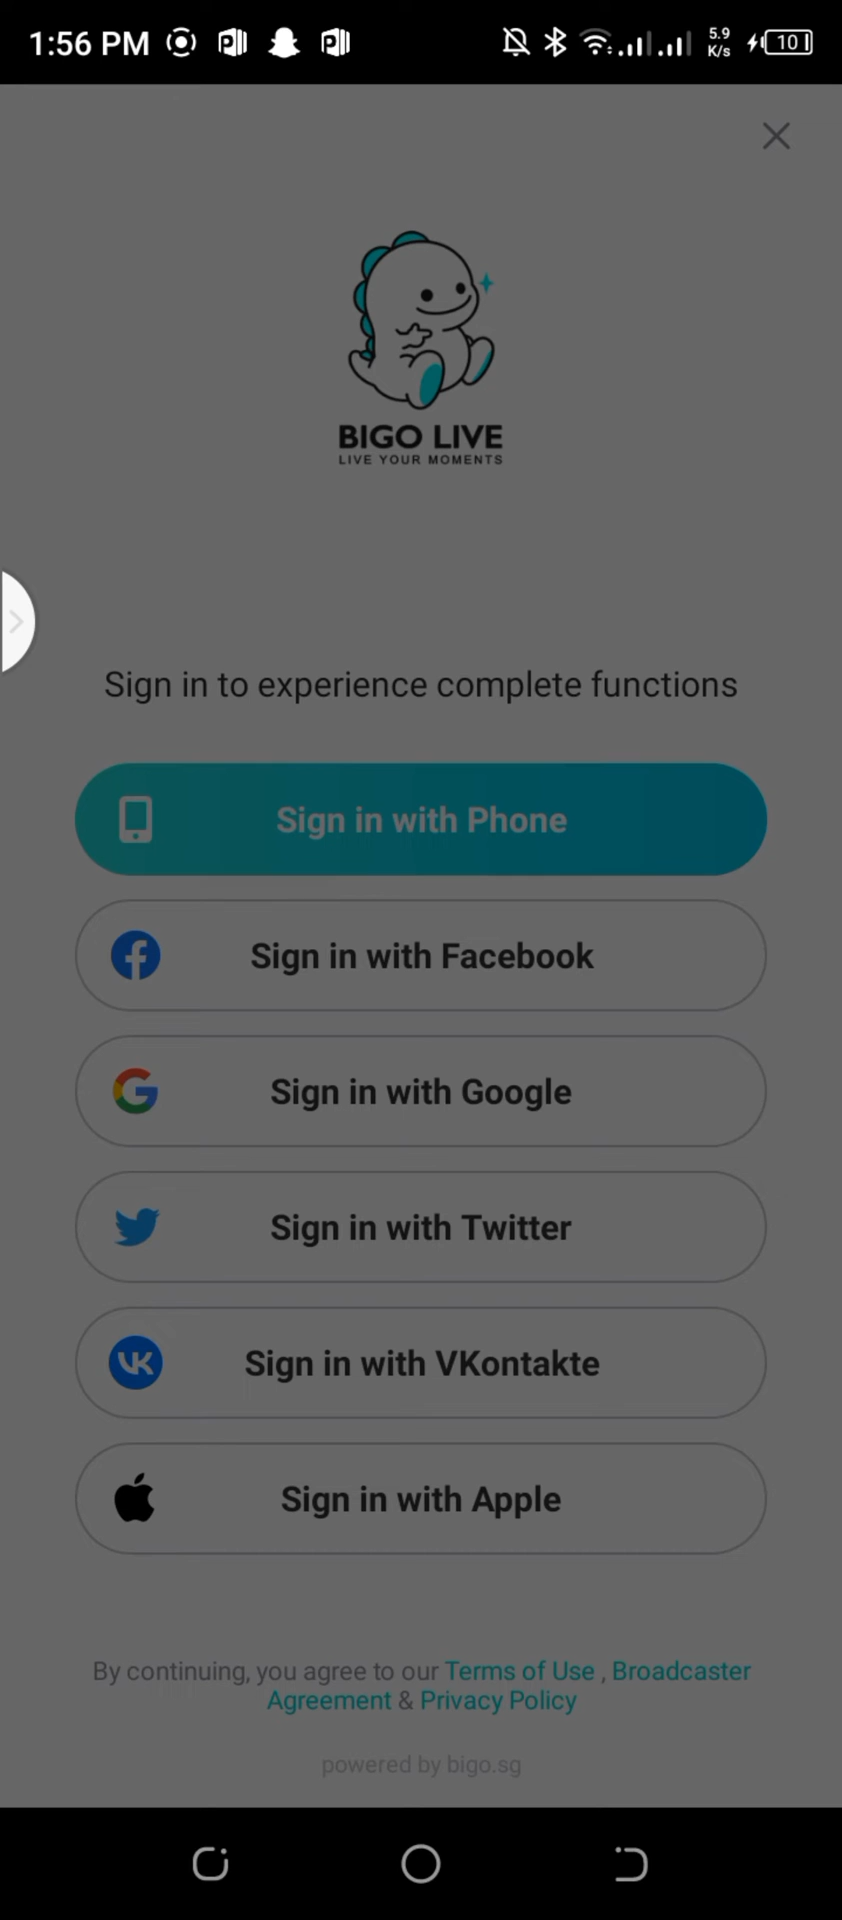 1:56 PM 5.9 K/s 10
BIGO LIVE
LIVE YOUR MOMENTS
Sign in to experience complete functions
Sign in with Phone
Sign in with Facebook
Sign in with Google
Sign in with Twitter
Sign in with VKontakte
Sign in with Apple
By continuing, you agree to our Terms of Use , Broadcaster
Agreement & Privacy Policy
powered by bigo.sg